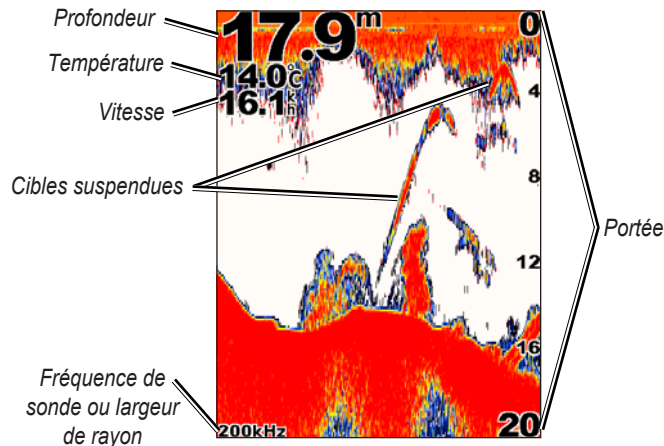 Profondeur
Température
Vitesse
Cibles suspendues
Fréquence de
sonde ou largeur
de rayon
17.9m
14.0°C
16.1k/h
0
4
8
12
16
20
200kHz
Portée